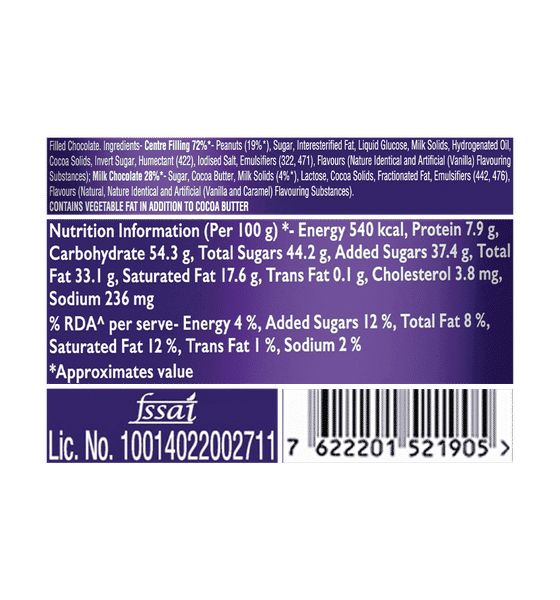 Filled Chocolate. Ingredients- Centre Filling 72%*- Peanuts (19%*), Sugar, Interesterified Fat, Liquid Glucose, Milk Solids, Hydrogenated Oil,
Cocoa Solids, Invert Sugar, Humectant (422), Iodised Salt, Emulsifiers (322, 471), Flavours (Nature Identical and Artificial (Vanilla) Flavouring
Substances); Milk Chocolate 28%*- Sugar, Cocoa Butter, Milk Solids (4%*), Lactose, Cocoa Solids, Fractionated Fat, Emulsifiers (442, 476),
Flavours (Natural, Nature Identical and Artificial (Vanilla and Caramel) Flavouring Substances).
CONTAINS VEGETABLE FAT IN ADDITION TO COCOA BUTTER
Nutrition Information (Per 100 g) *- Energy 540 kcal, Protein 7.9 g,
Carbohydrate 54.3 g, Total Sugars 44.2 g, Added Sugars 37.4 g, Total
Fat 33.1 g, Saturated Fat 17.6 g, Trans Fat 0.1 g, Cholesterol 3.8 mg,
Sodium 236 mg
% RDA^ per serve- Energy 4 %, Added Sugars 12 %, Total Fat 8 %,
Saturated Fat 12 %, Trans Fat 1 %, Sodium 2 %
*Approximates value
fssai
Lic. No. 10014022002711
7 622201 521905 >